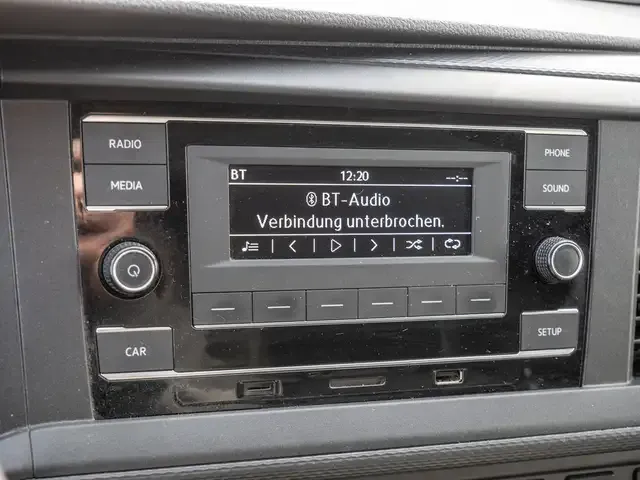 RADIO
MEDIA
CAR
BT 12:20 --:--
BT-Audio
Verbindung unterbrochen.
PHONE
SOUND
SETUP